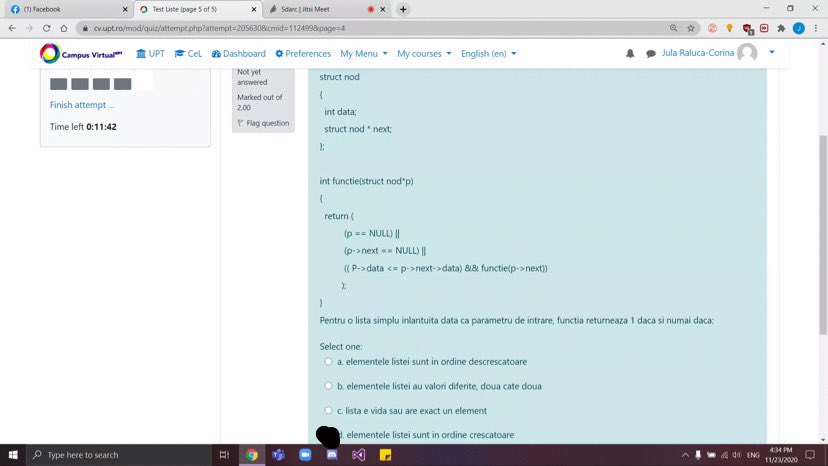 (1) Facebook
Test Liste (page 5 of 5)
Sdarc | Jitsi Meet
cv.upt.ro/mod/quiz/attempt.php?attempt=205630&cmid=112499&page=4
Campus Virtual upt
UPT
CeL
Dashboard
Preferences
My Menu
My courses
English (en)
Jula Raluca-Corina
Finish attempt ...
Time left 0:11:42
Not yet
answered
Marked out of
2.00
Flag question
struct nod
{
int data;
struct nod * next;
};
int functie(struct nod*p)
{
return (
(p == NULL) ||
(p->next == NULL) ||
(( P->data <= p->next->data) && functie(p->next))
);
}
Pentru o lista simplu inlantuita data ca parametru de intrare, functia returneaza 1 daca si numai daca:
Select one:
a. elementele listei sunt in ordine descrescatoare
b. elementele listei au valori diferite, doua cate doua
c. lista e vida sau are exact un element
d. elementele listei sunt in ordine crescatoare
Type here to search
ENG
4:34 PM
11/23/2020